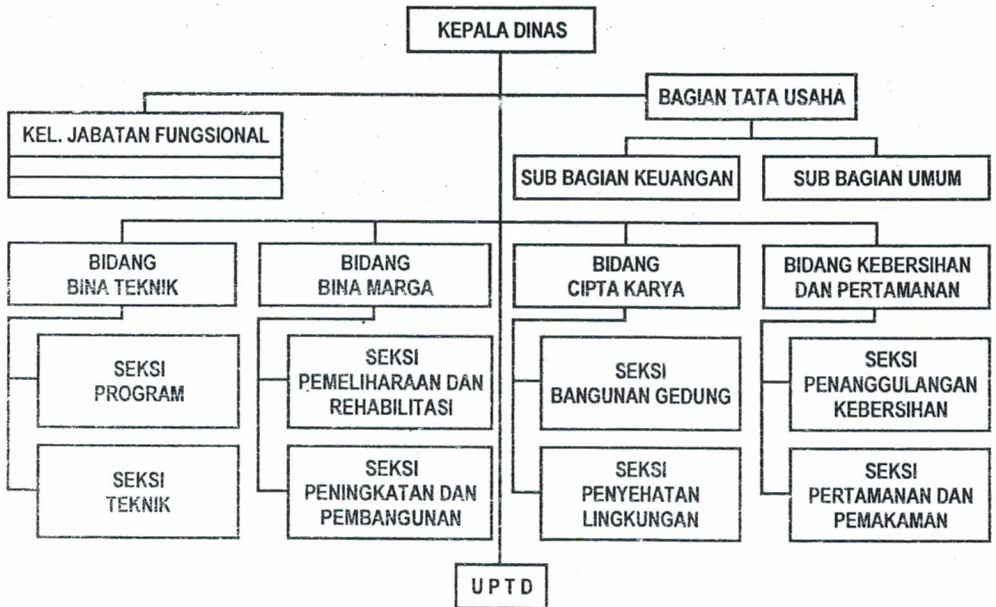 KEPALA DINAS
BAGIAN TATA USAHA
KEL. JABATAN FUNGSIONAL
SUB BAGIAN KEUANGAN
SUB BAGIAN UMUM
BIDANG
BINA TEKNIK
BIDANG
BINA MARGA
BIDANG
CIPTA KARYA
BIDANG KEBERSIHAN
DAN PERTAMANAN
SEKSI
PROGRAM
SEKSI
PEMELIHARAAN DAN
REHABILITASI
SEKSI
BANGUNAN GEDUNG
SEKSI
PENANGGULANGAN
KEBERSIHAN
SEKSI
TEKNIK
SEKSI
PENINGKATAN DAN
PEMBANGUNAN
SEKSI
PENYEHATAN
LINGKUNGAN
SEKSI
PERTAMANAN DAN
PEMAKAMAN
UPTD